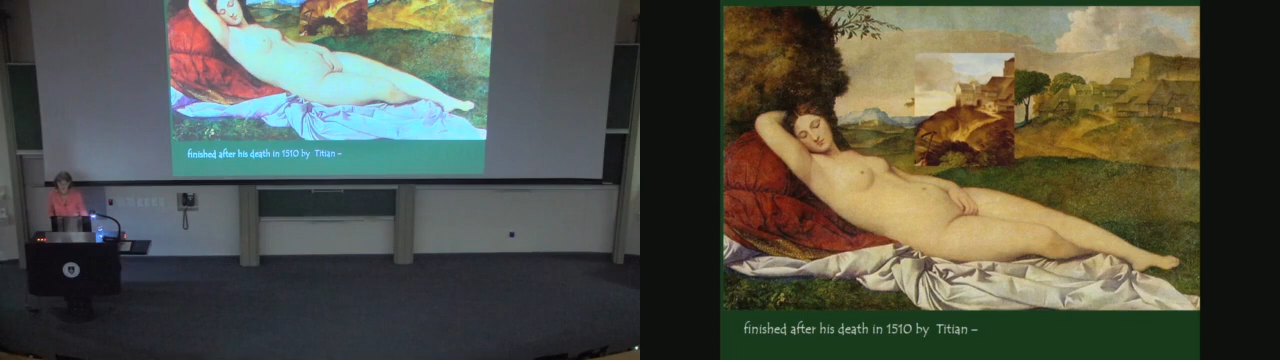 finished after his death in 1510 by Titian –
finished after his death in 1510 by Titian –